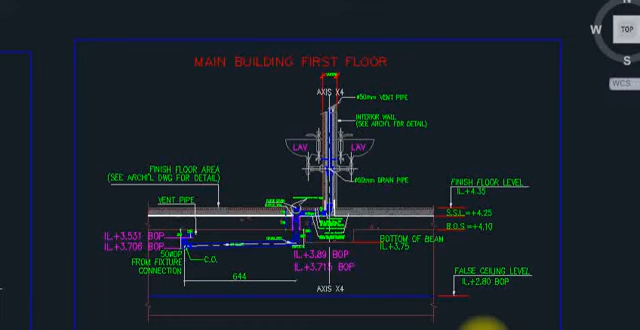 N
W
TOP
S
WCS
MAIN BUILDING FIRST FLOOR
AXIS X4
Ø50mm VENT PIPE
INTERIOR WALL
(SEE ARCH'L FOR DETAIL)
LAV
LAV
Ø50mm DRAIN PIPE
FINISH FLOOR AREA
(SEE ARCH'L DWG FOR DETAIL)
FINISH FLOOR LEVEL
IL+4.35
VENT PIPE
S.S.L=+4.25
B.O.S=+4.10
IL.+3.531 BOP
IL.+3.706 BOP
BOTTOM OF BEAM
IL.+3.75
50ØDP
FROM FIXTURE
CONNECTION
C.O.
IL.+3.89 BOP
IL.+3.715 BOP
644
FALSE CEILING LEVEL
IL.+2.80 BOP
AXIS X4